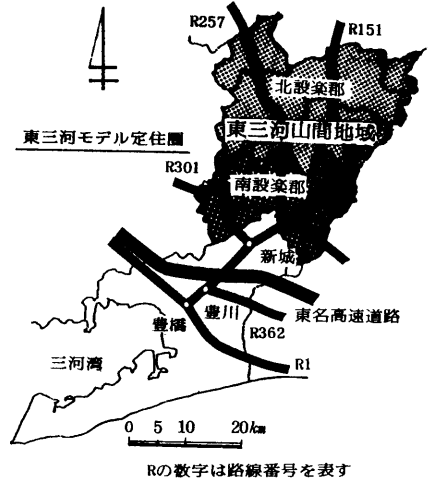 R257
R151
北設楽郡
東三河山間地域
東三河モデル定住圏
R301
南設楽郡
新城
豊川
豊橋
東名高速道路
R362
三河湾
R1
0 5 10 20km
Rの数字は路線番号を表す